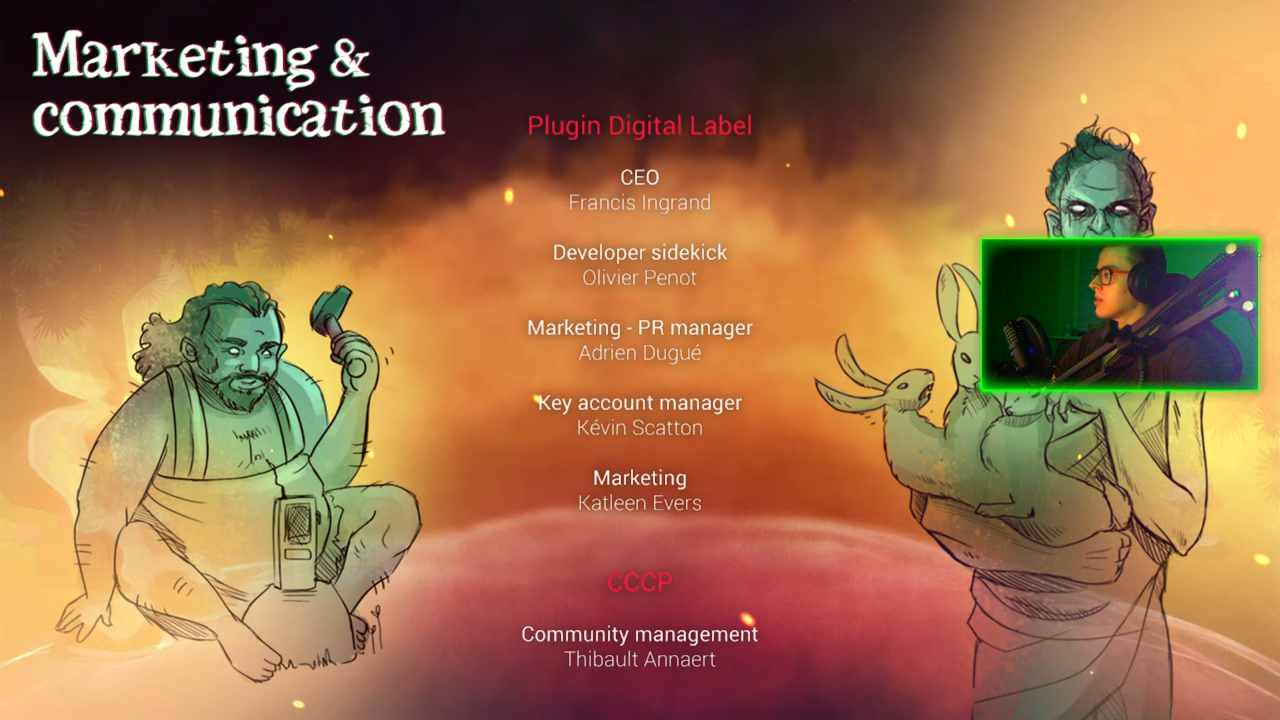 Marketing &
communication
Plugin Digital Label
CEO
Francis Ingrand
Developer sidekick
Olivier Penot
Marketing - PR manager
Adrien Dugué
Key account manager
Kévin Scatton
Marketing
Katleen Evers
CCCP
Community management
Thibault Annaert